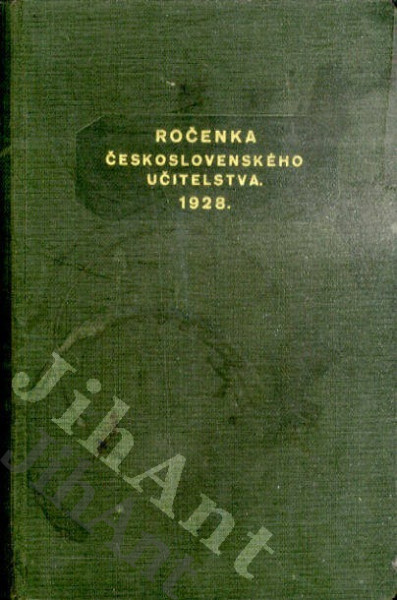 ROČENKA
ČESKOSLOVENSKÉHO
UČITELSTVA.
1928.
JihAnt
JihAnt